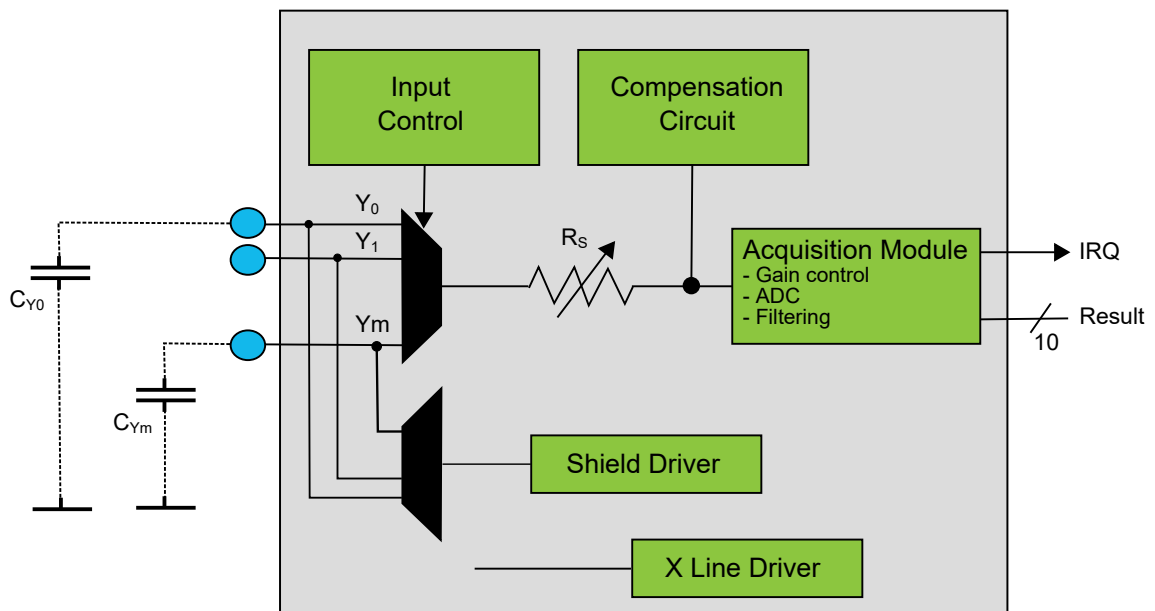 Input
Control
Compensation
Circuit
Y0
Y1
Ym
RS
Acquisition Module
- Gain control
- ADC
- Filtering
IRQ
Result
10
CY0
CYm
Shield Driver
X Line Driver